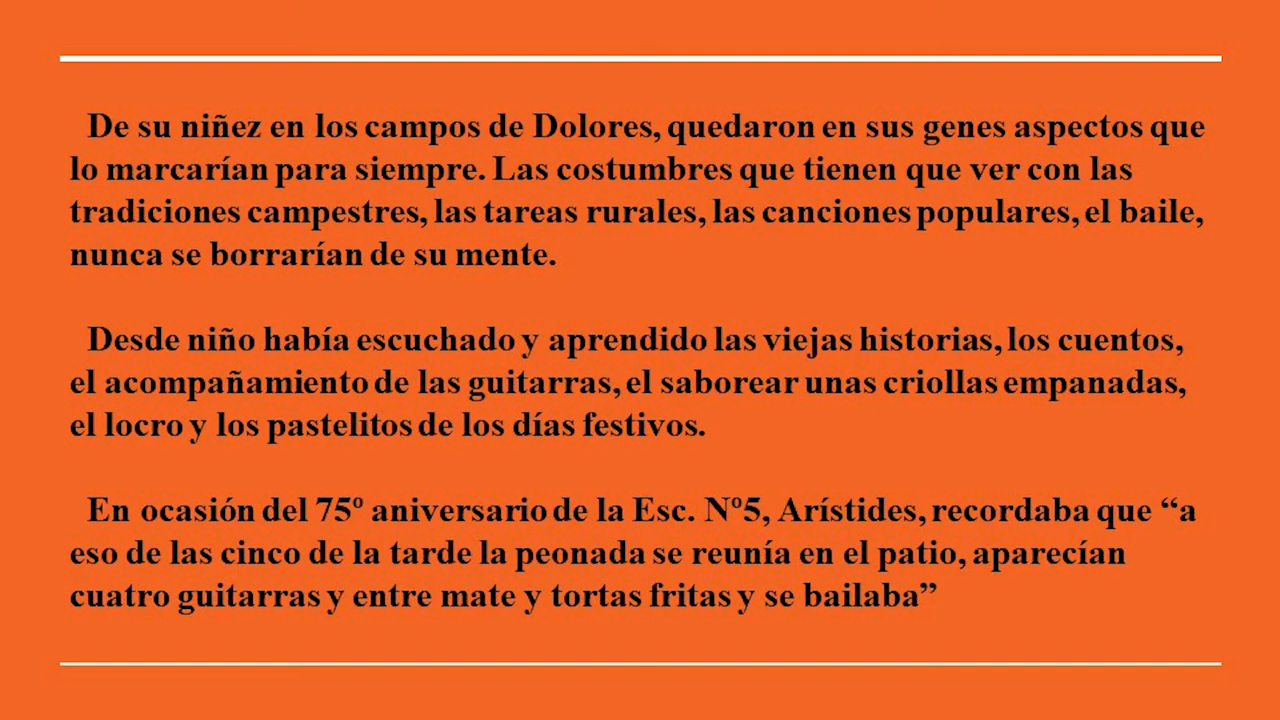 De su niñez en los campos de Dolores, quedaron en sus genes aspectos que
lo marcarían para siempre. Las costumbres que tienen que ver con las
tradiciones campestres, las tareas rurales, las canciones populares, el baile,
nunca se borrarían de su mente.
Desde niño había escuchado y aprendido las viejas historias, los cuentos,
el acompañamiento de las guitarras, el saborear unas criollas empanadas,
el locro y los pastelitos de los días festivos.
En ocasión del 75º aniversario de la Esc. Nº5, Arístides, recordaba que “a
eso de las cinco de la tarde la peonada se reunía en el patio, aparecían
cuatro guitarras y entre mate y tortas fritas y se bailaba”